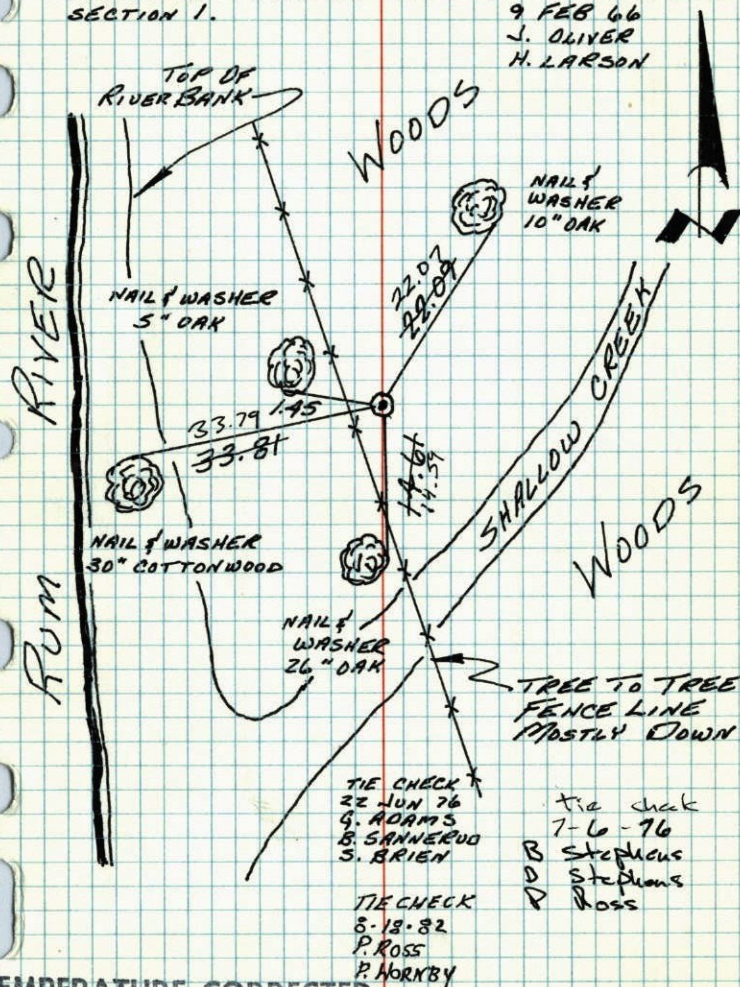 SECTION 1.
9 FEB 66
J. OLIVER
H. LARSON
TOP OF
RIVER BANK
WOODS
NAIL &
WASHER
10" OAK
22.07
22.09
NAIL & WASHER
5" OAK
RUM RIVER
1.45
33.79
33.81
14.61
14.59
SHALLOW CREEK
WOODS
NAIL & WASHER
30" COTTONWOOD
NAIL &
WASHER
26" OAK
TREE TO TREE
FENCE LINE
MOSTLY DOWN
TIE CHECK
22 JUN 76
G. ADAMS
B. SANNERUD
S. BRIEN
tie check
7-6-76
B Stephens
D Stephens
P Ross
TIE CHECK
8-18-82
P. ROSS
P. HORNBY
TEMPERATURE CORRECTED